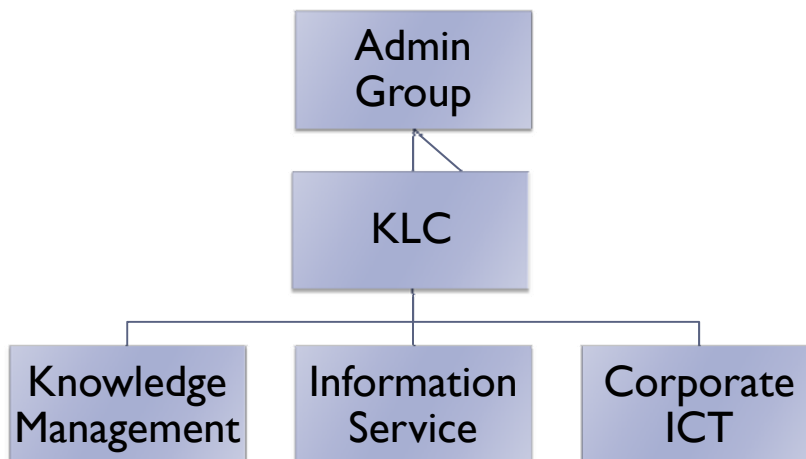 Admin
Group
KLC
Knowledge
Management
Information
Service
Corporate
ICT